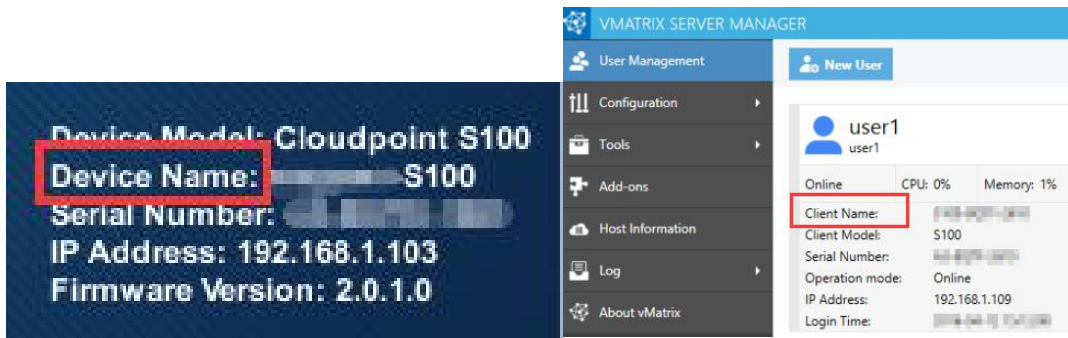 Device Model: Cloudpoint S100
Device Name: S100
Serial Number:
IP Address: 192.168.1.103
Firmware Version: 2.0.1.0
VMATRIX SERVER MANAGER
User Management
Configuration
Tools
Add-ons
Host Information
Log
About vMatrix
New User
user1
user1
Online CPU: 0% Memory: 1%
Client Name:
Client Model: S100
Serial Number:
Operation mode: Online
IP Address: 192.168.1.109
Login Time: